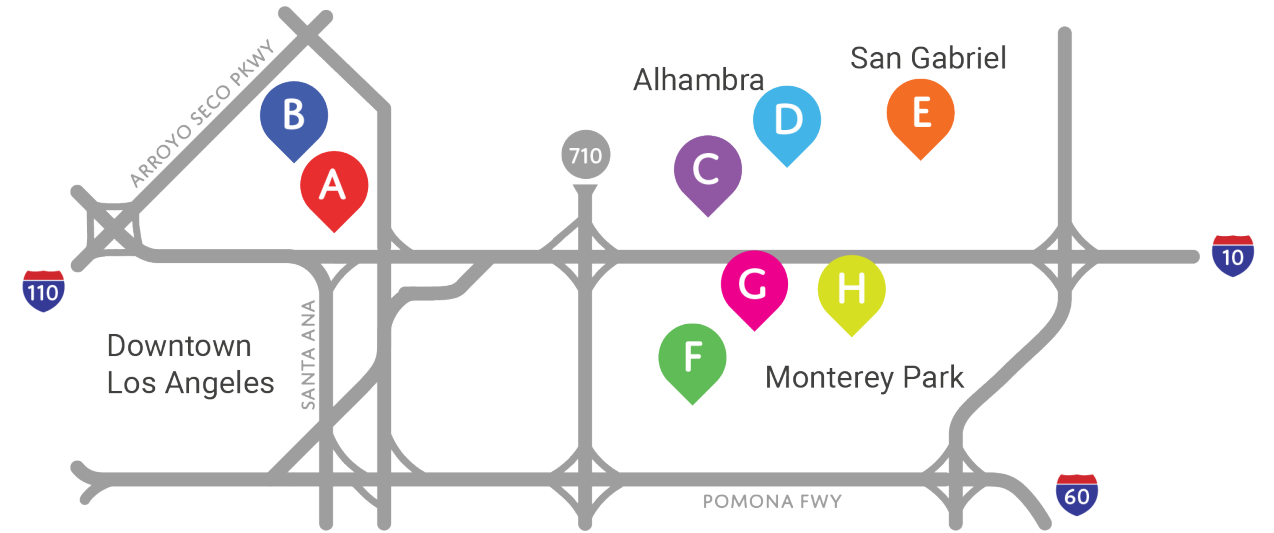 San Gabriel
Alhambra
ARROYO SECO PKWY
B
D
E
710
C
A
10
110
G
H
SANTA ANA
Downtown
Los Angeles
F
Monterey Park
POMONA FWY
60